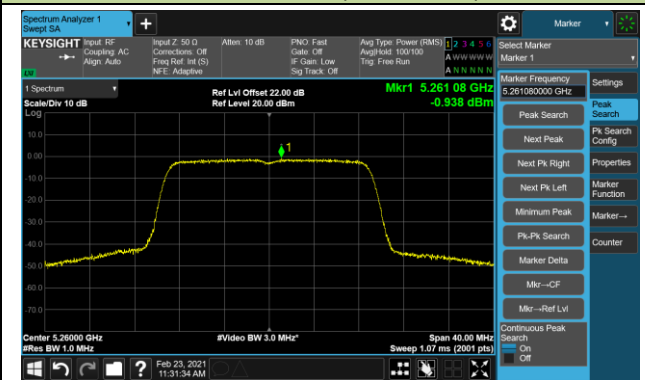 Spectrum Analyzer 1
Swept SA
+
Marker
KEYSIGHT
Input: RF
Coupling: AC
Align: Auto
Input Z: 50 Ω
Corrections: Off
Freq Ref: Int (S)
NFE: Adaptive
Atten: 10 dB
PNO: Fast
Gate: Off
IF Gain: Low
Sig Track: Off
Avg Type: Power (RMS)
Avg|Hold: 100/100
Trig: Free Run
1 2 3 4 5 6
A W W W W W
A N N N N N
Select Marker
Marker 1
1 Spectrum
Scale/Div 10 dB
Log
Ref Lvl Offset 22.00 dB
Ref Level 20.00 dBm
Mkr1 5.261 08 GHz
-0.938 dBm
Marker Frequency
5.261080000 GHz
Settings
Peak Search
Peak
Search
Next Peak
Pk Search
Config
Next Pk Right
Properties
Next Pk Left
Marker
Function
Minimum Peak
Marker→
Pk-Pk Search
Counter
Marker Delta
Mkr→CF
Mkr→Ref Lvl
Continuous Peak
Search
On
Off
10.0
0.00
-10.0
-20.0
-30.0
-40.0
-50.0
-60.0
-70.0
1
Center 5.26000 GHz
#Res BW 1.0 MHz
#Video BW 3.0 MHz*
Span 40.00 MHz
Sweep 1.07 ms (2001 pts)
?
Feb 23, 2021
11:31:34 AM